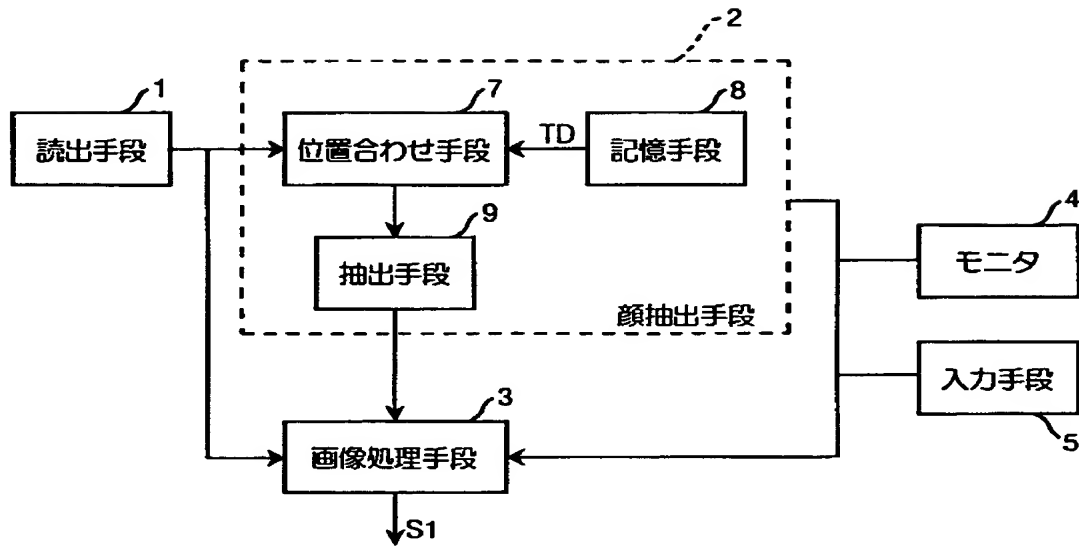 2
1
7
8
読出手段
位置合わせ手段
TD
記憶手段
9
4
抽出手段
モニタ
顔抽出手段
3
入力手段
画像処理手段
5
S1